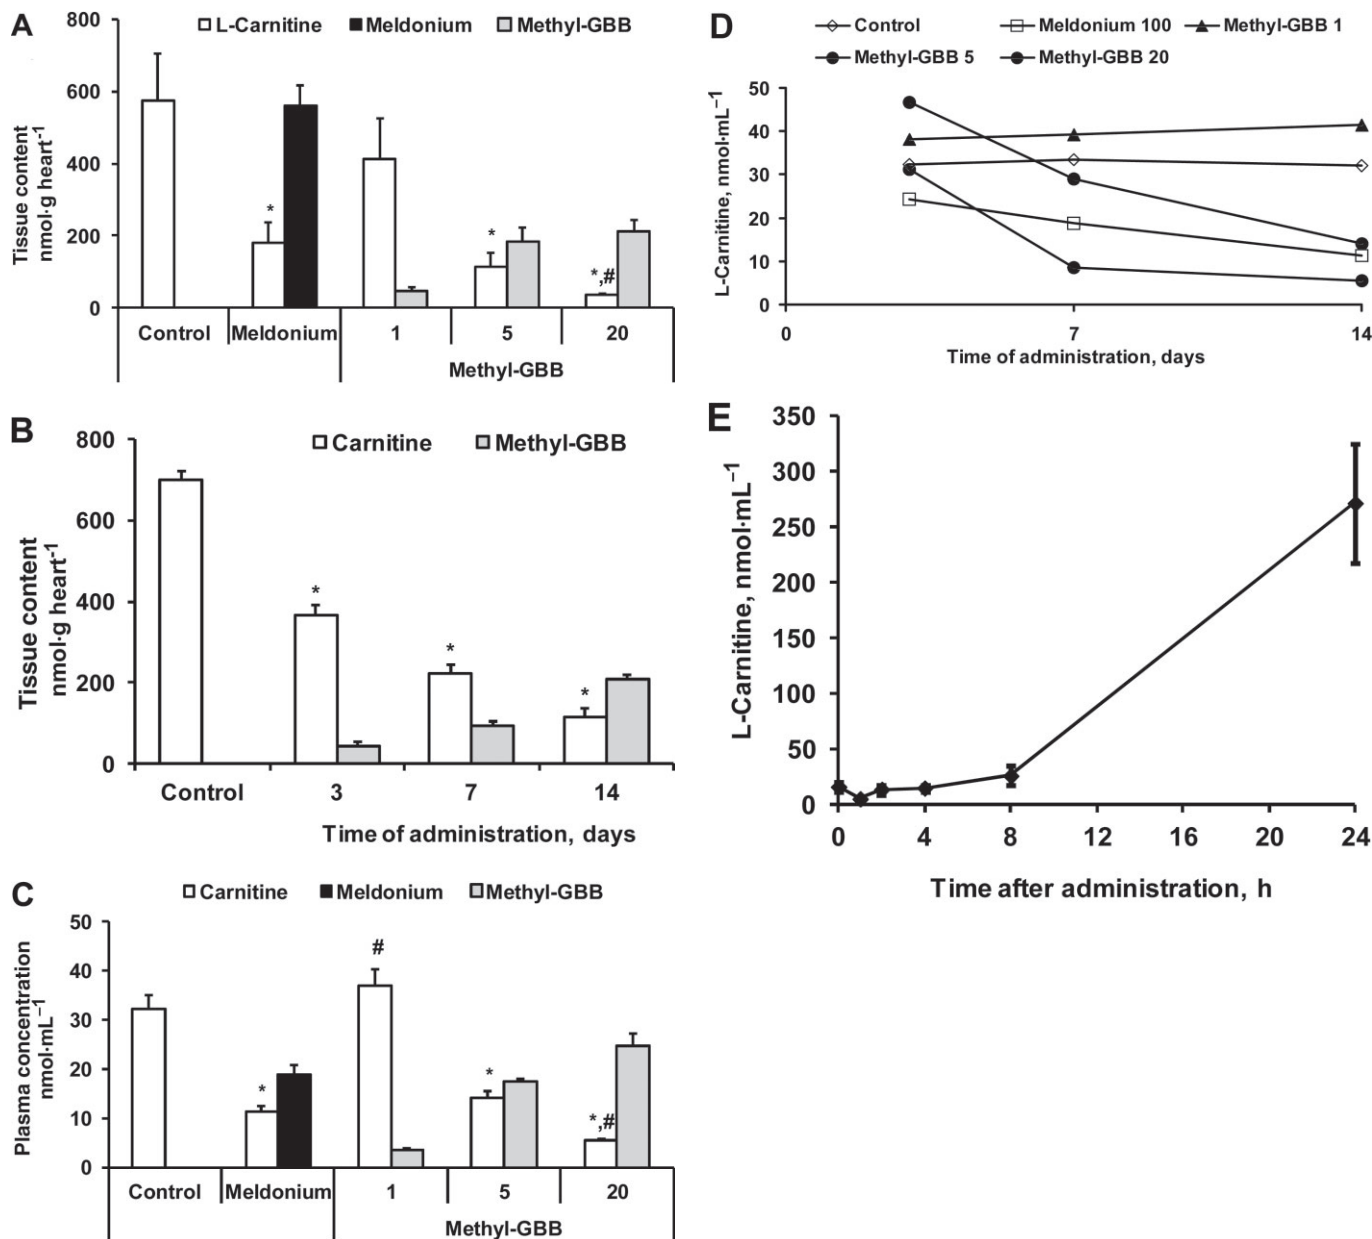 A
L-Carnitine Meldonium Methyl-GBB
Tissue content
nmol·g heart⁻¹
800
600
400
200
0
*
*
*,#
Control Meldonium 1 5 20
Methyl-GBB
B
Carnitine Methyl-GBB
Tissue content
nmol·g heart⁻¹
800
600
400
200
0
*
*
*
Control 3 7 14
Time of administration, days
C
Carnitine Meldonium Methyl-GBB
Plasma concentration
nmol·mL⁻¹
50
40
30
20
10
0
*
#
*
*,#
Control Meldonium 1 5 20
Methyl-GBB
D
Control Meldonium 100 Methyl-GBB 1
Methyl-GBB 5 Methyl-GBB 20
L-Carnitine, nmol·mL⁻¹
50
40
30
20
10
0
0 7 14
Time of administration, days
E
L-Carnitine, nmol·mL⁻¹
350
300
250
200
150
100
50
0
0 4 8 12 16 20 24
Time after administration, h